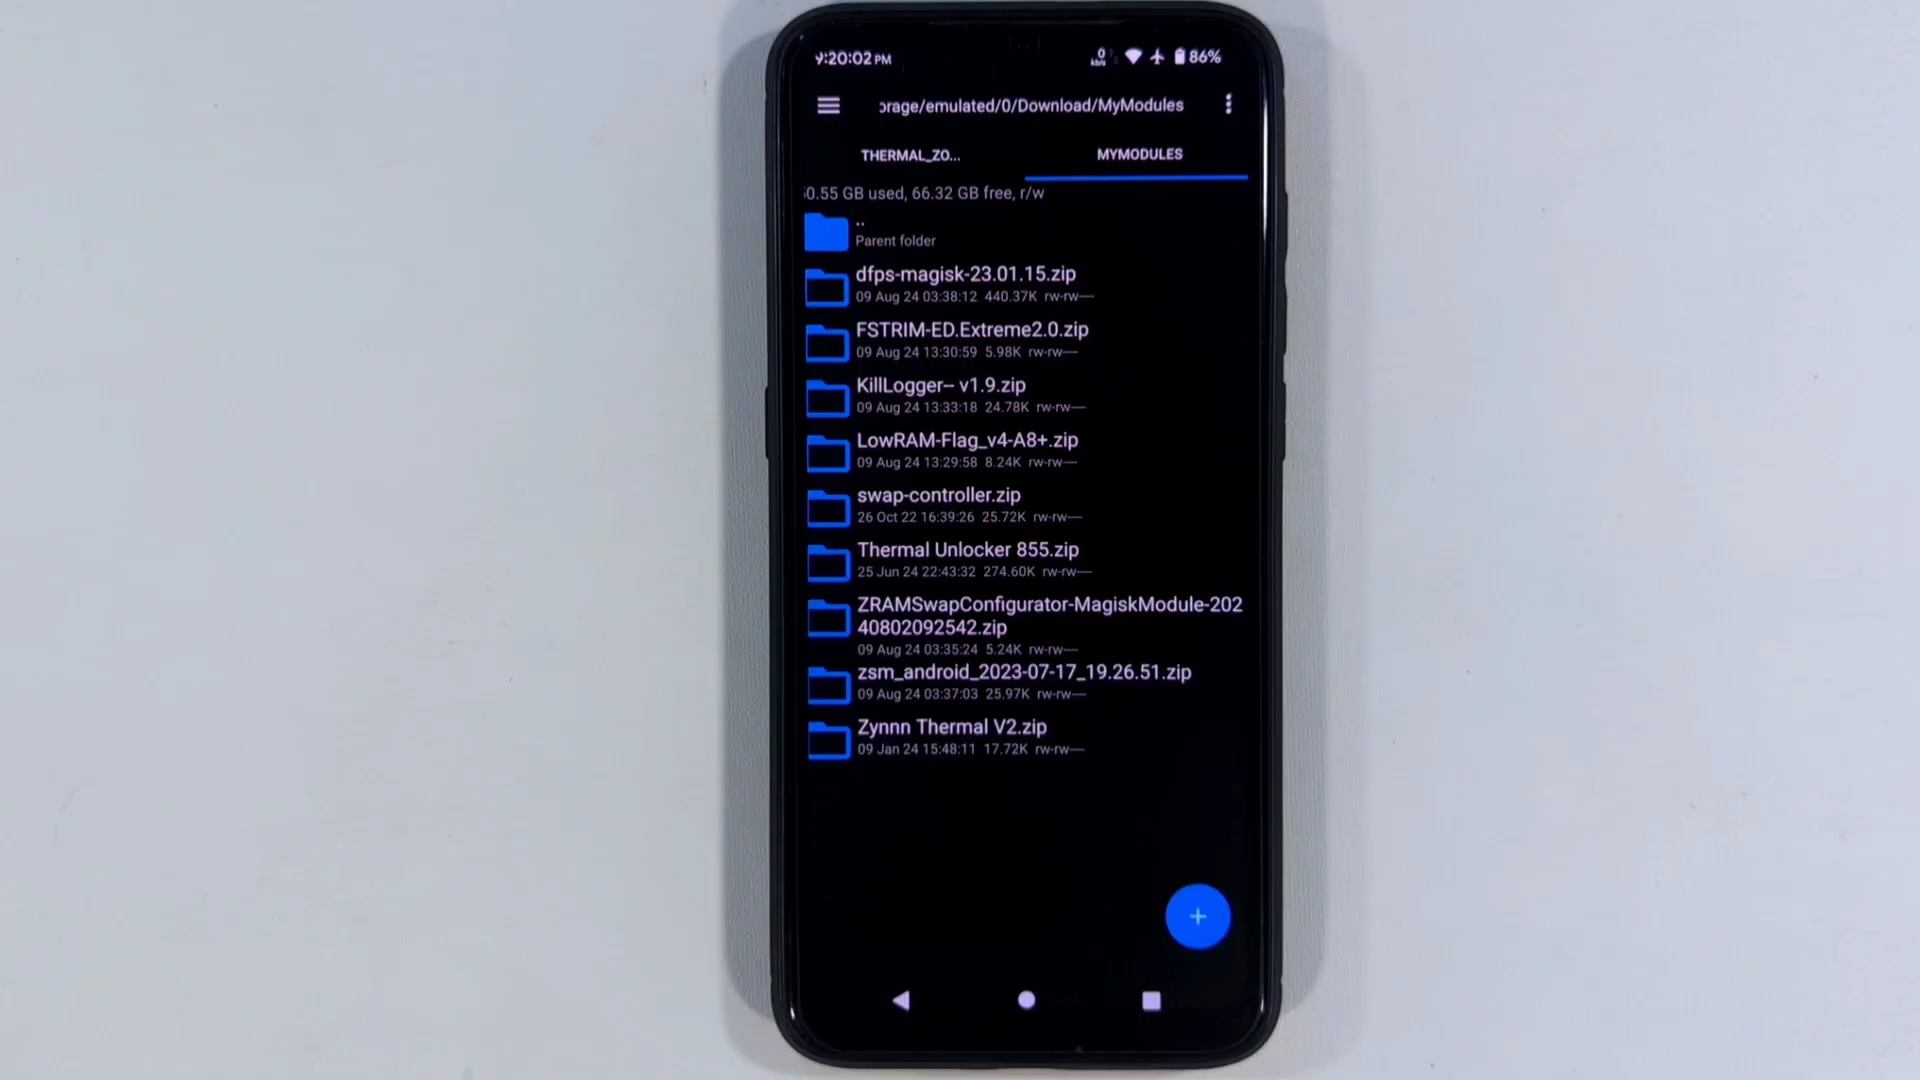 9:20:02 PM 0 kb/s 86%
orage/emulated/0/Download/MyModules
THERMAL_ZO... MYMODULES
0.55 GB used, 66.32 GB free, r/w
..
Parent folder
dfps-magisk-23.01.15.zip
09 Aug 24 03:38:12 440.37K rw-rw----
FSTRIM-ED.Extreme2.0.zip
09 Aug 24 13:30:59 5.98K rw-rw----
KillLogger-- v1.9.zip
09 Aug 24 13:33:18 24.78K rw-rw----
LowRAM-Flag_v4-A8+.zip
09 Aug 24 13:29:58 8.24K rw-rw----
swap-controller.zip
26 Oct 22 16:39:26 25.72K rw-rw----
Thermal Unlocker 855.zip
25 Jun 24 22:43:32 274.60K rw-rw----
ZRAMSwapConfigurator-MagiskModule-202
40802092542.zip
09 Aug 24 03:35:24 5.24K rw-rw----
zsm_android_2023-07-17_19.26.51.zip
09 Aug 24 03:37:03 25.97K rw-rw----
Zynnn Thermal V2.zip
09 Jan 24 15:48:11 17.72K rw-rw----